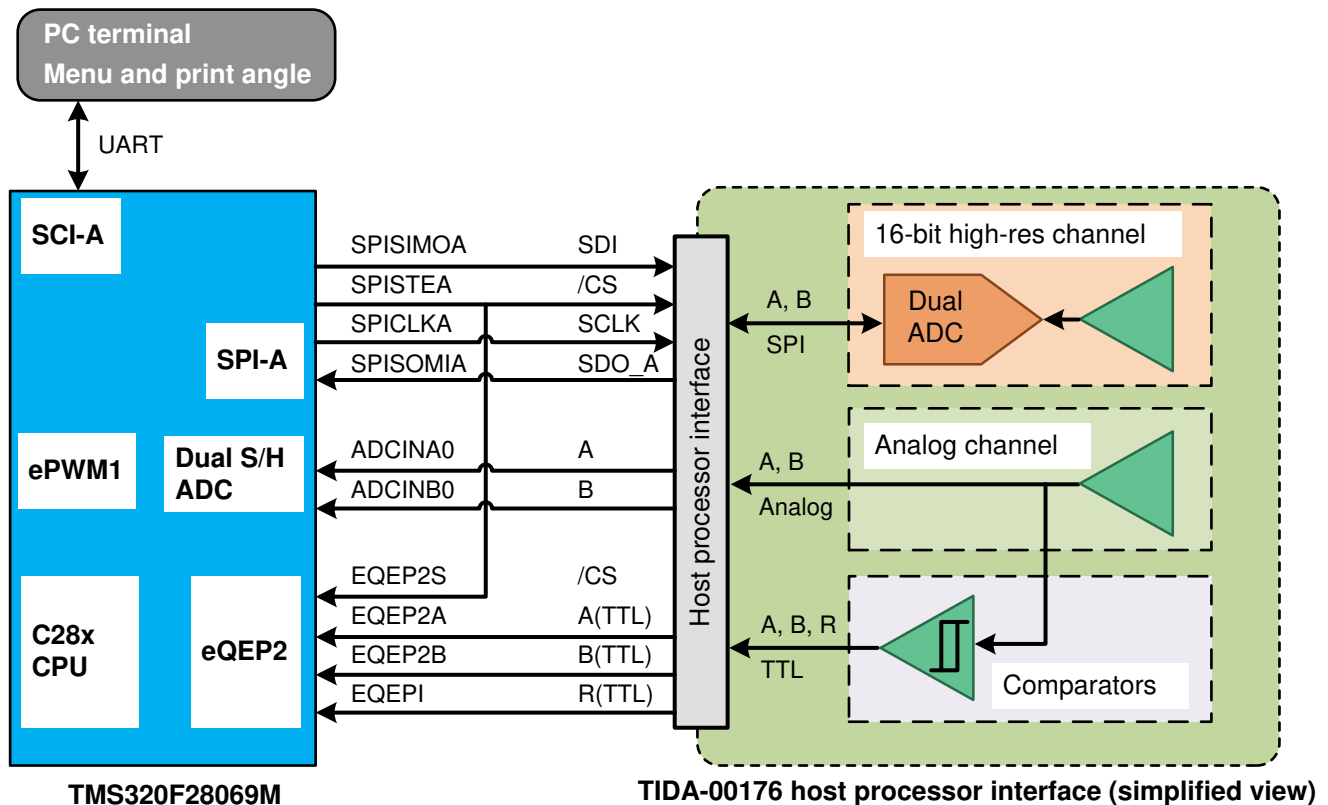 PC terminal
Menu and print angle
UART
SCI-A
SPI-A
ePWM1
Dual S/H
ADC
C28x
CPU
eQEP2
TMS320F28069M
SPISIMOA SDI
SPISTEA /CS
SPICLKA SCLK
SPISOMIA SDO_A
ADCINA0 A
ADCINB0 B
EQEP2S /CS
EQEP2A A(TTL)
EQEP2B B(TTL)
EQEPI R(TTL)
Host processor interface
A, B
SPI
16-bit high-res channel
Dual
ADC
A, B
Analog
Analog channel
A, B, R
TTL
Comparators
TIDA-00176 host processor interface (simplified view)